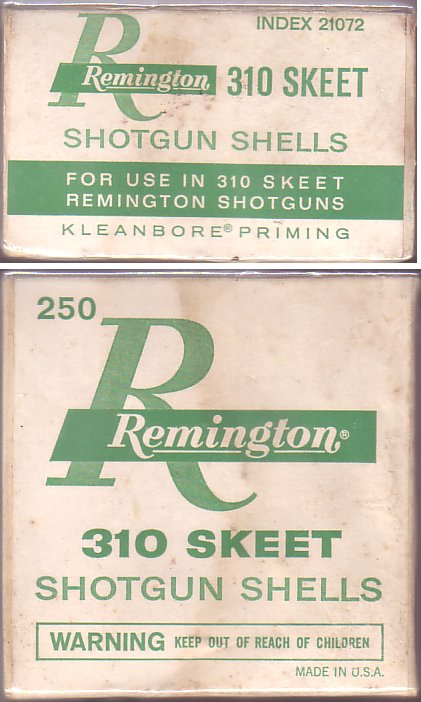 INDEX 21072
R
Remington 310 SKEET
SHOTGUN SHELLS
FOR USE IN 310 SKEET
REMINGTON SHOTGUNS
KLEANBORE® PRIMING
250
R
Remington®
310 SKEET
SHOTGUN SHELLS
WARNING KEEP OUT OF REACH OF CHILDREN
MADE IN U.S.A.